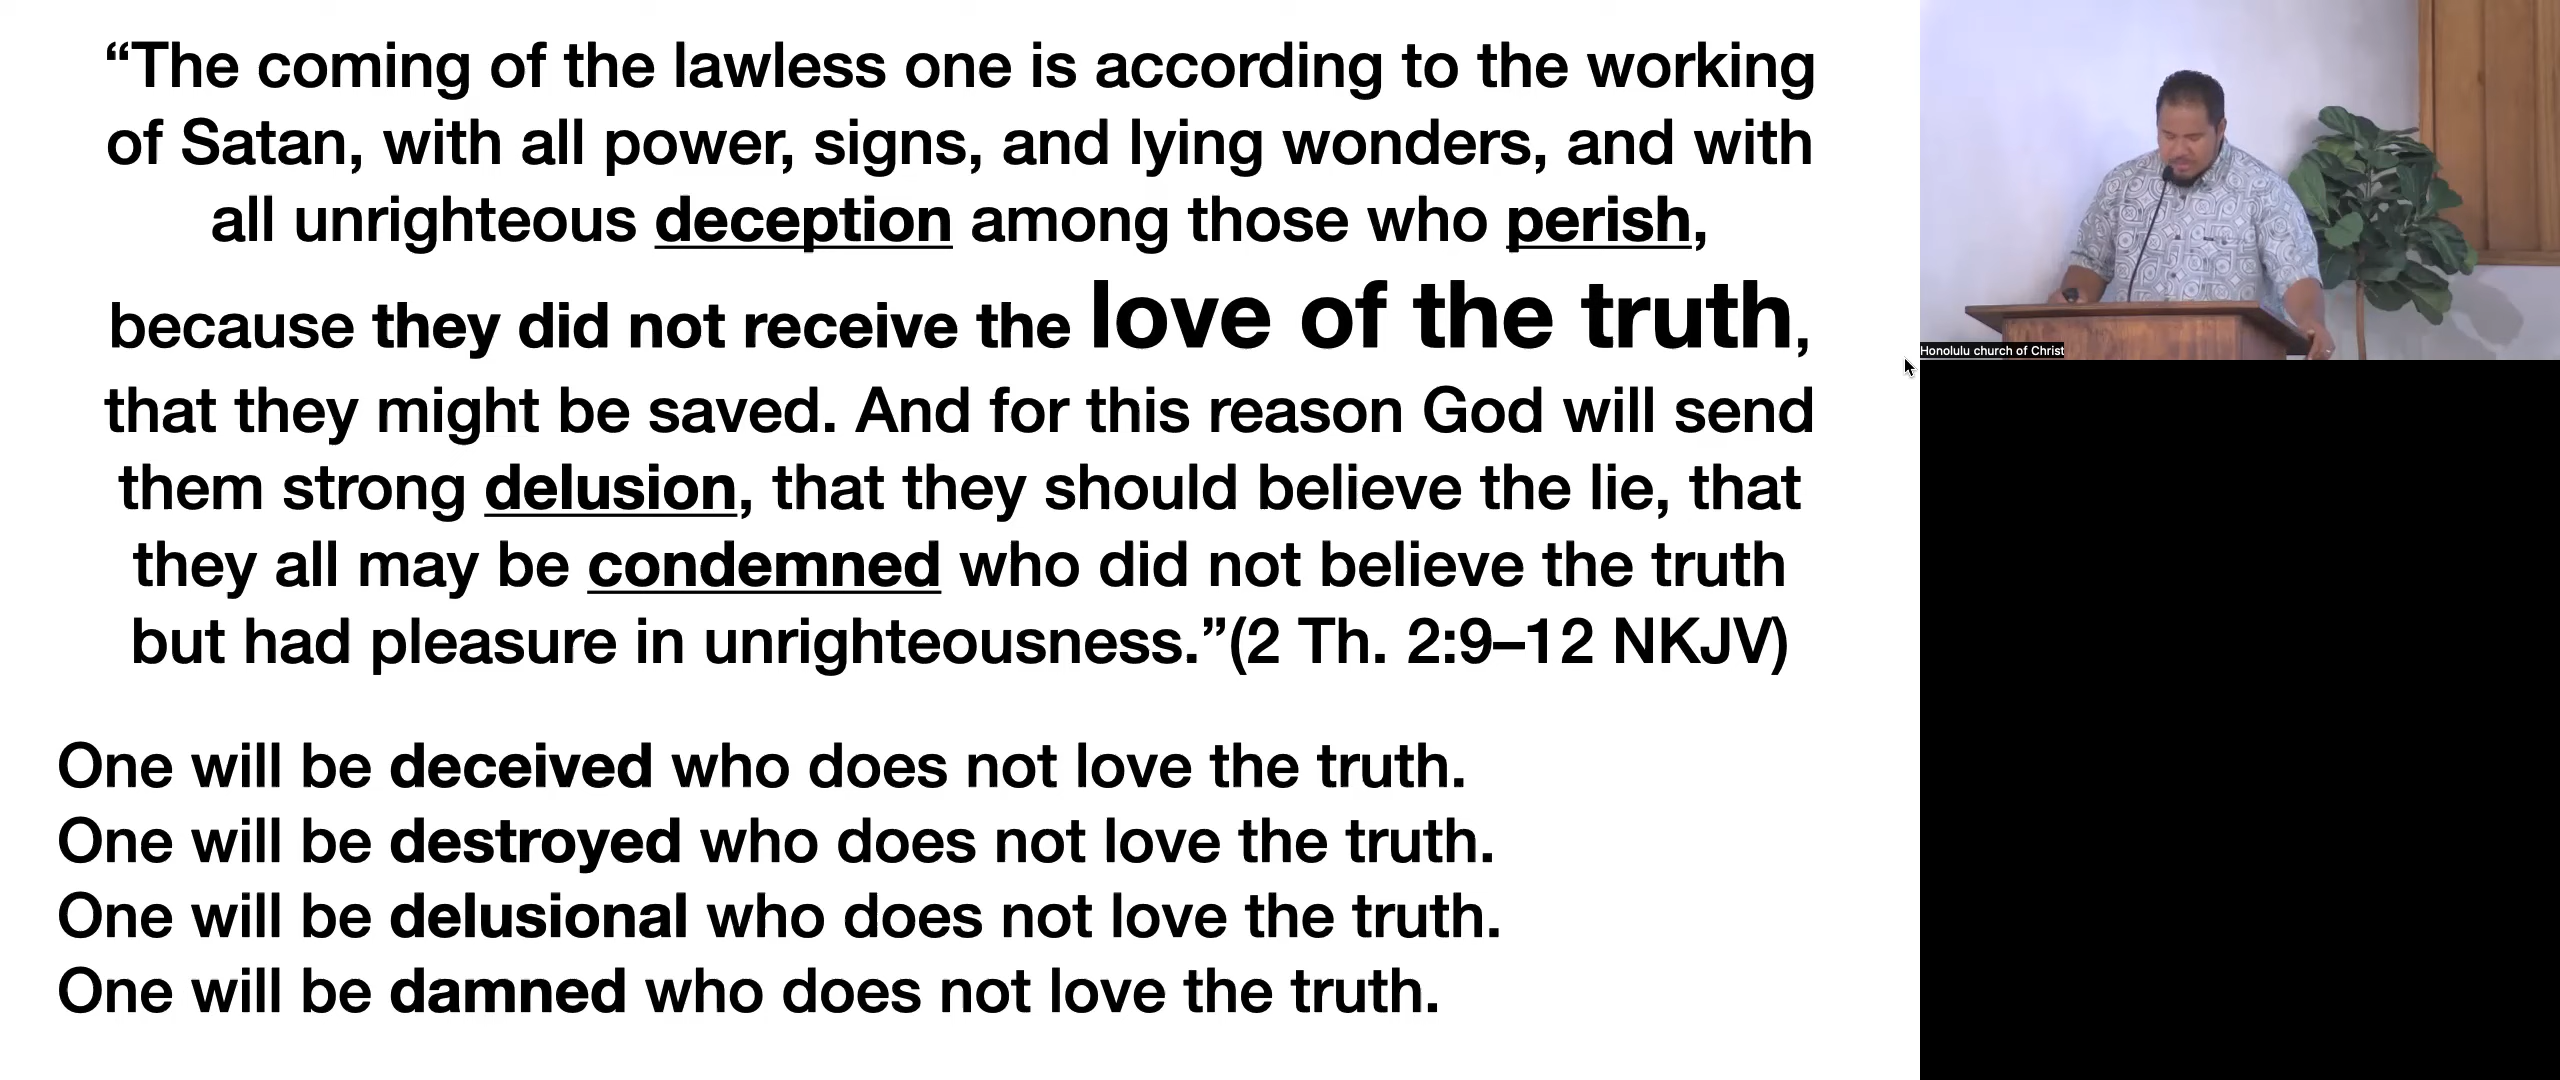 “The coming of the lawless one is according to the working
of Satan, with all power, signs, and lying wonders, and with
all unrighteous deception among those who perish,
because they did not receive the love of the truth,
that they might be saved. And for this reason God will send
them strong delusion, that they should believe the lie, that
they all may be condemned who did not believe the truth
but had pleasure in unrighteousness.”(2 Th. 2:9–12 NKJV)
One will be deceived who does not love the truth.
One will be destroyed who does not love the truth.
One will be delusional who does not love the truth.
One will be damned who does not love the truth.
Honolulu church of Christ